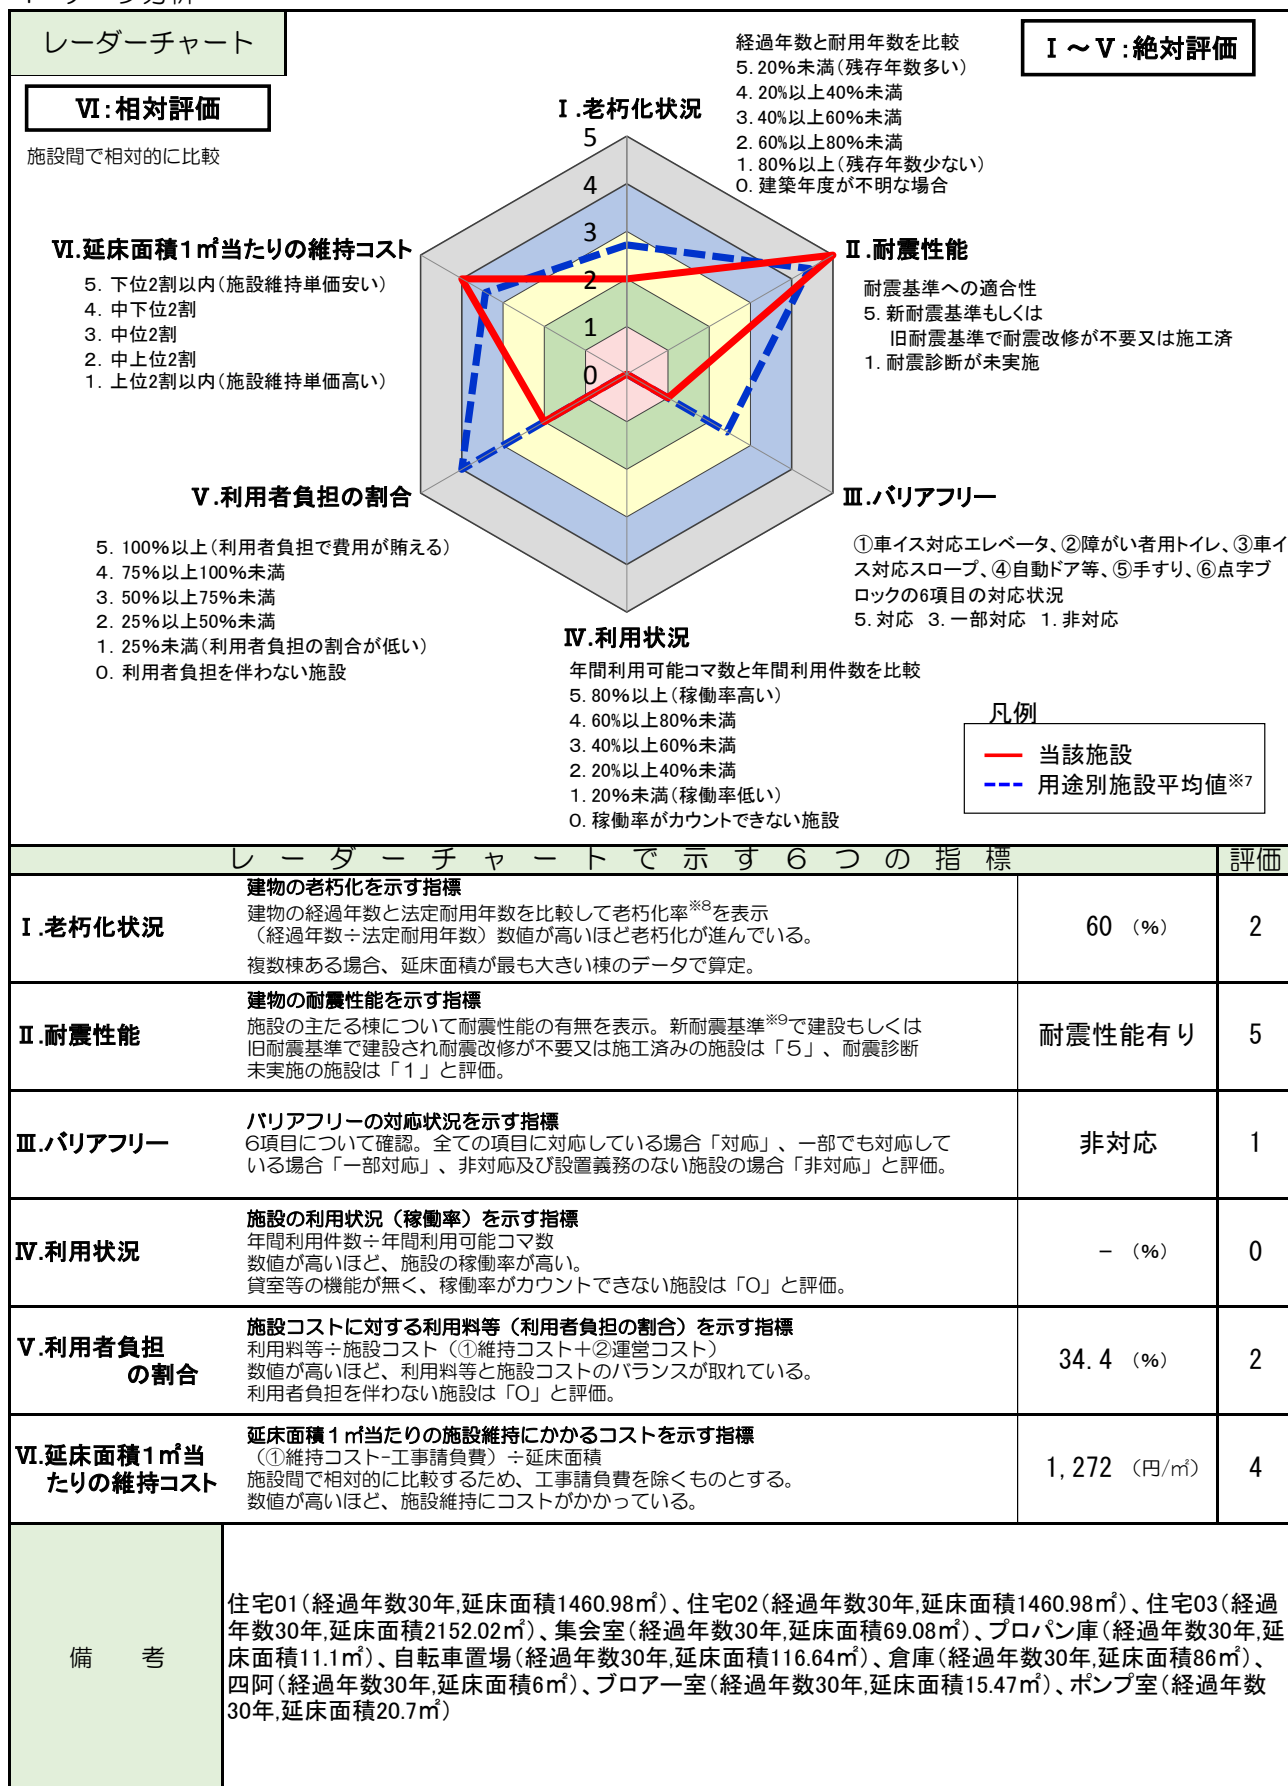 レーダーチャート
Ⅵ:相対評価
施設間で相対的に比較
Ⅰ～Ⅴ:絶対評価
Ⅰ.老朽化状況
経過年数と耐用年数を比較
5. 20%未満(残存年数多い)
4. 20%以上40%未満
3. 40%以上60%未満
2. 60%以上80%未満
1. 80%以上(残存年数少ない)
0. 建築年度が不明な場合
5
4
3
2
1
0
Ⅱ.耐震性能
耐震基準への適合性
5. 新耐震基準もしくは
旧耐震基準で耐震改修が不要又は施工済
1. 耐震診断が未実施
Ⅵ.延床面積1㎡当たりの維持コスト
5. 下位2割以内(施設維持単価安い)
4. 中下位2割
3. 中位2割
2. 中上位2割
1. 上位2割以内(施設維持単価高い)
Ⅲ.バリアフリー
①車イス対応エレベータ、②障がい者用トイレ、③車イ
ス対応スロープ、④自動ドア等、⑤手すり、⑥点字ブ
ロックの6項目の対応状況
5. 対応 3. 一部対応 1. 非対応
Ⅴ.利用者負担の割合
5. 100%以上(利用者負担で費用が賄える)
4. 75%以上100%未満
3. 50%以上75%未満
2. 25%以上50%未満
1. 25%未満(利用者負担の割合が低い)
0. 利用者負担を伴わない施設
Ⅳ.利用状況
年間利用可能コマ数と年間利用件数を比較
5. 80%以上(稼働率高い)
4. 60%以上80%未満
3. 40%以上60%未満
2. 20%以上40%未満
1. 20%未満(稼働率低い)
0. 稼働率がカウントできない施設
凡例
当該施設
用途別施設平均値※7
レーダーチャートで示す6つの指標 評価
Ⅰ.老朽化状況
建物の老朽化を示す指標
建物の経過年数と法定耐用年数を比較して老朽化率※8を表示
(経過年数÷法定耐用年数)数値が高いほど老朽化が進んでいる。
複数棟ある場合、延床面積が最も大きい棟のデータで算定。
60 (%) 2
Ⅱ.耐震性能
建物の耐震性能を示す指標
施設の主たる棟について耐震性能の有無を表示。新耐震基準※9で建設もしくは
旧耐震基準で建設され耐震改修が不要又は施工済みの施設は「5」、耐震診断
未実施の施設は「1」と評価。
耐震性能有り 5
Ⅲ.バリアフリー
バリアフリーの対応状況を示す指標
6項目について確認。全ての項目に対応している場合「対応」、一部でも対応して
いる場合「一部対応」、非対応及び設置義務のない施設の場合「非対応」と評価。
非対応 1
Ⅳ.利用状況
施設の利用状況(稼働率)を示す指標
年間利用件数÷年間利用可能コマ数
数値が高いほど、施設の稼働率が高い。
貸室等の機能が無く、稼働率がカウントできない施設は「0」と評価。
− (%) 0
Ⅴ.利用者負担
の割合
施設コストに対する利用料等(利用者負担の割合)を示す指標
利用料等÷施設コスト(①維持コスト+②運営コスト)
数値が高いほど、利用料等と施設コストのバランスが取れている。
利用者負担を伴わない施設は「0」と評価。
34.4 (%) 2
Ⅵ.延床面積1㎡当
たりの維持コスト
延床面積1㎡当たりの施設維持にかかるコストを示す指標
(①維持コスト-工事請負費)÷延床面積
施設間で相対的に比較するため、工事請負費を除くものとする。
数値が高いほど、施設維持にコストがかかっている。
1,272 (円/㎡) 4
備 考
住宅01(経過年数30年,延床面積1460.98㎡)、住宅02(経過年数30年,延床面積1460.98㎡)、住宅03(経過
年数30年,延床面積2152.02㎡)、集会室(経過年数30年,延床面積69.08㎡)、プロパン庫(経過年数30年,延
床面積11.1㎡)、自転車置場(経過年数30年,延床面積116.64㎡)、倉庫(経過年数30年,延床面積86㎡)、
四阿(経過年数30年,延床面積6㎡)、ブロアー室(経過年数30年,延床面積15.47㎡)、ポンプ室(経過年数
30年,延床面積20.7㎡)